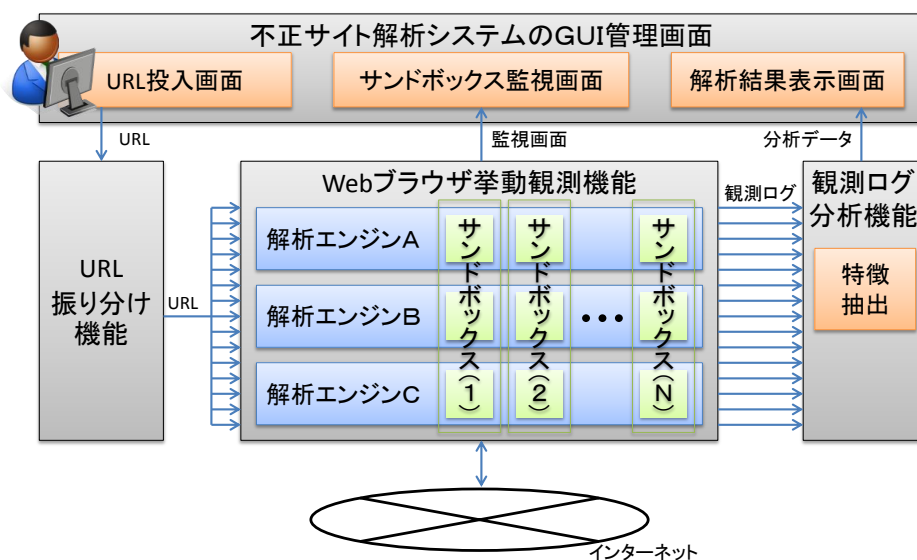 不正サイト解析システムのGUI管理画面
URL投入画面
サンドボックス監視画面
解析結果表示画面
URL
監視画面
分析データ
URL
振り分け
機能
URL
Webブラウザ挙動観測機能
解析エンジンA
解析エンジンB
解析エンジンC
サンドボックス(1)
サンドボックス(2)
•••
サンドボックス(N)
観測ログ
観測ログ
分析機能
特徴
抽出
インターネット